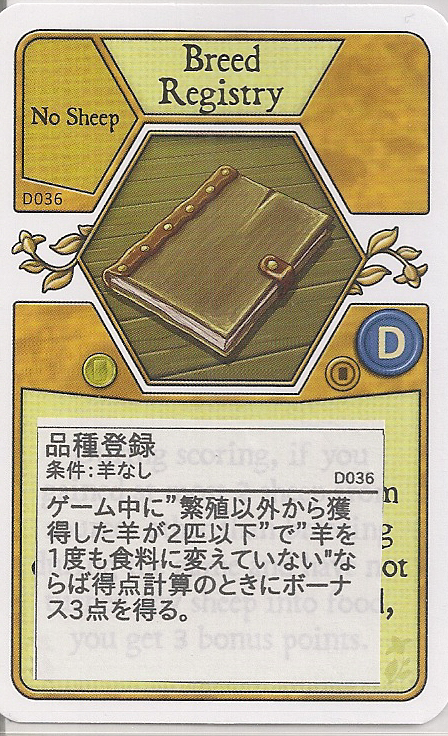 Breed
Registry
No Sheep
D036
D
品種登録
条件:羊なし
D036
ゲーム中に"繁殖以外から獲
得した羊が2匹以下"で"羊を
1度も食料に変えていない"な
らば得点計算のときにボーナ
ス3点を得る。
scoring, if you
not
sheep into food,
you get 3 bonus points.